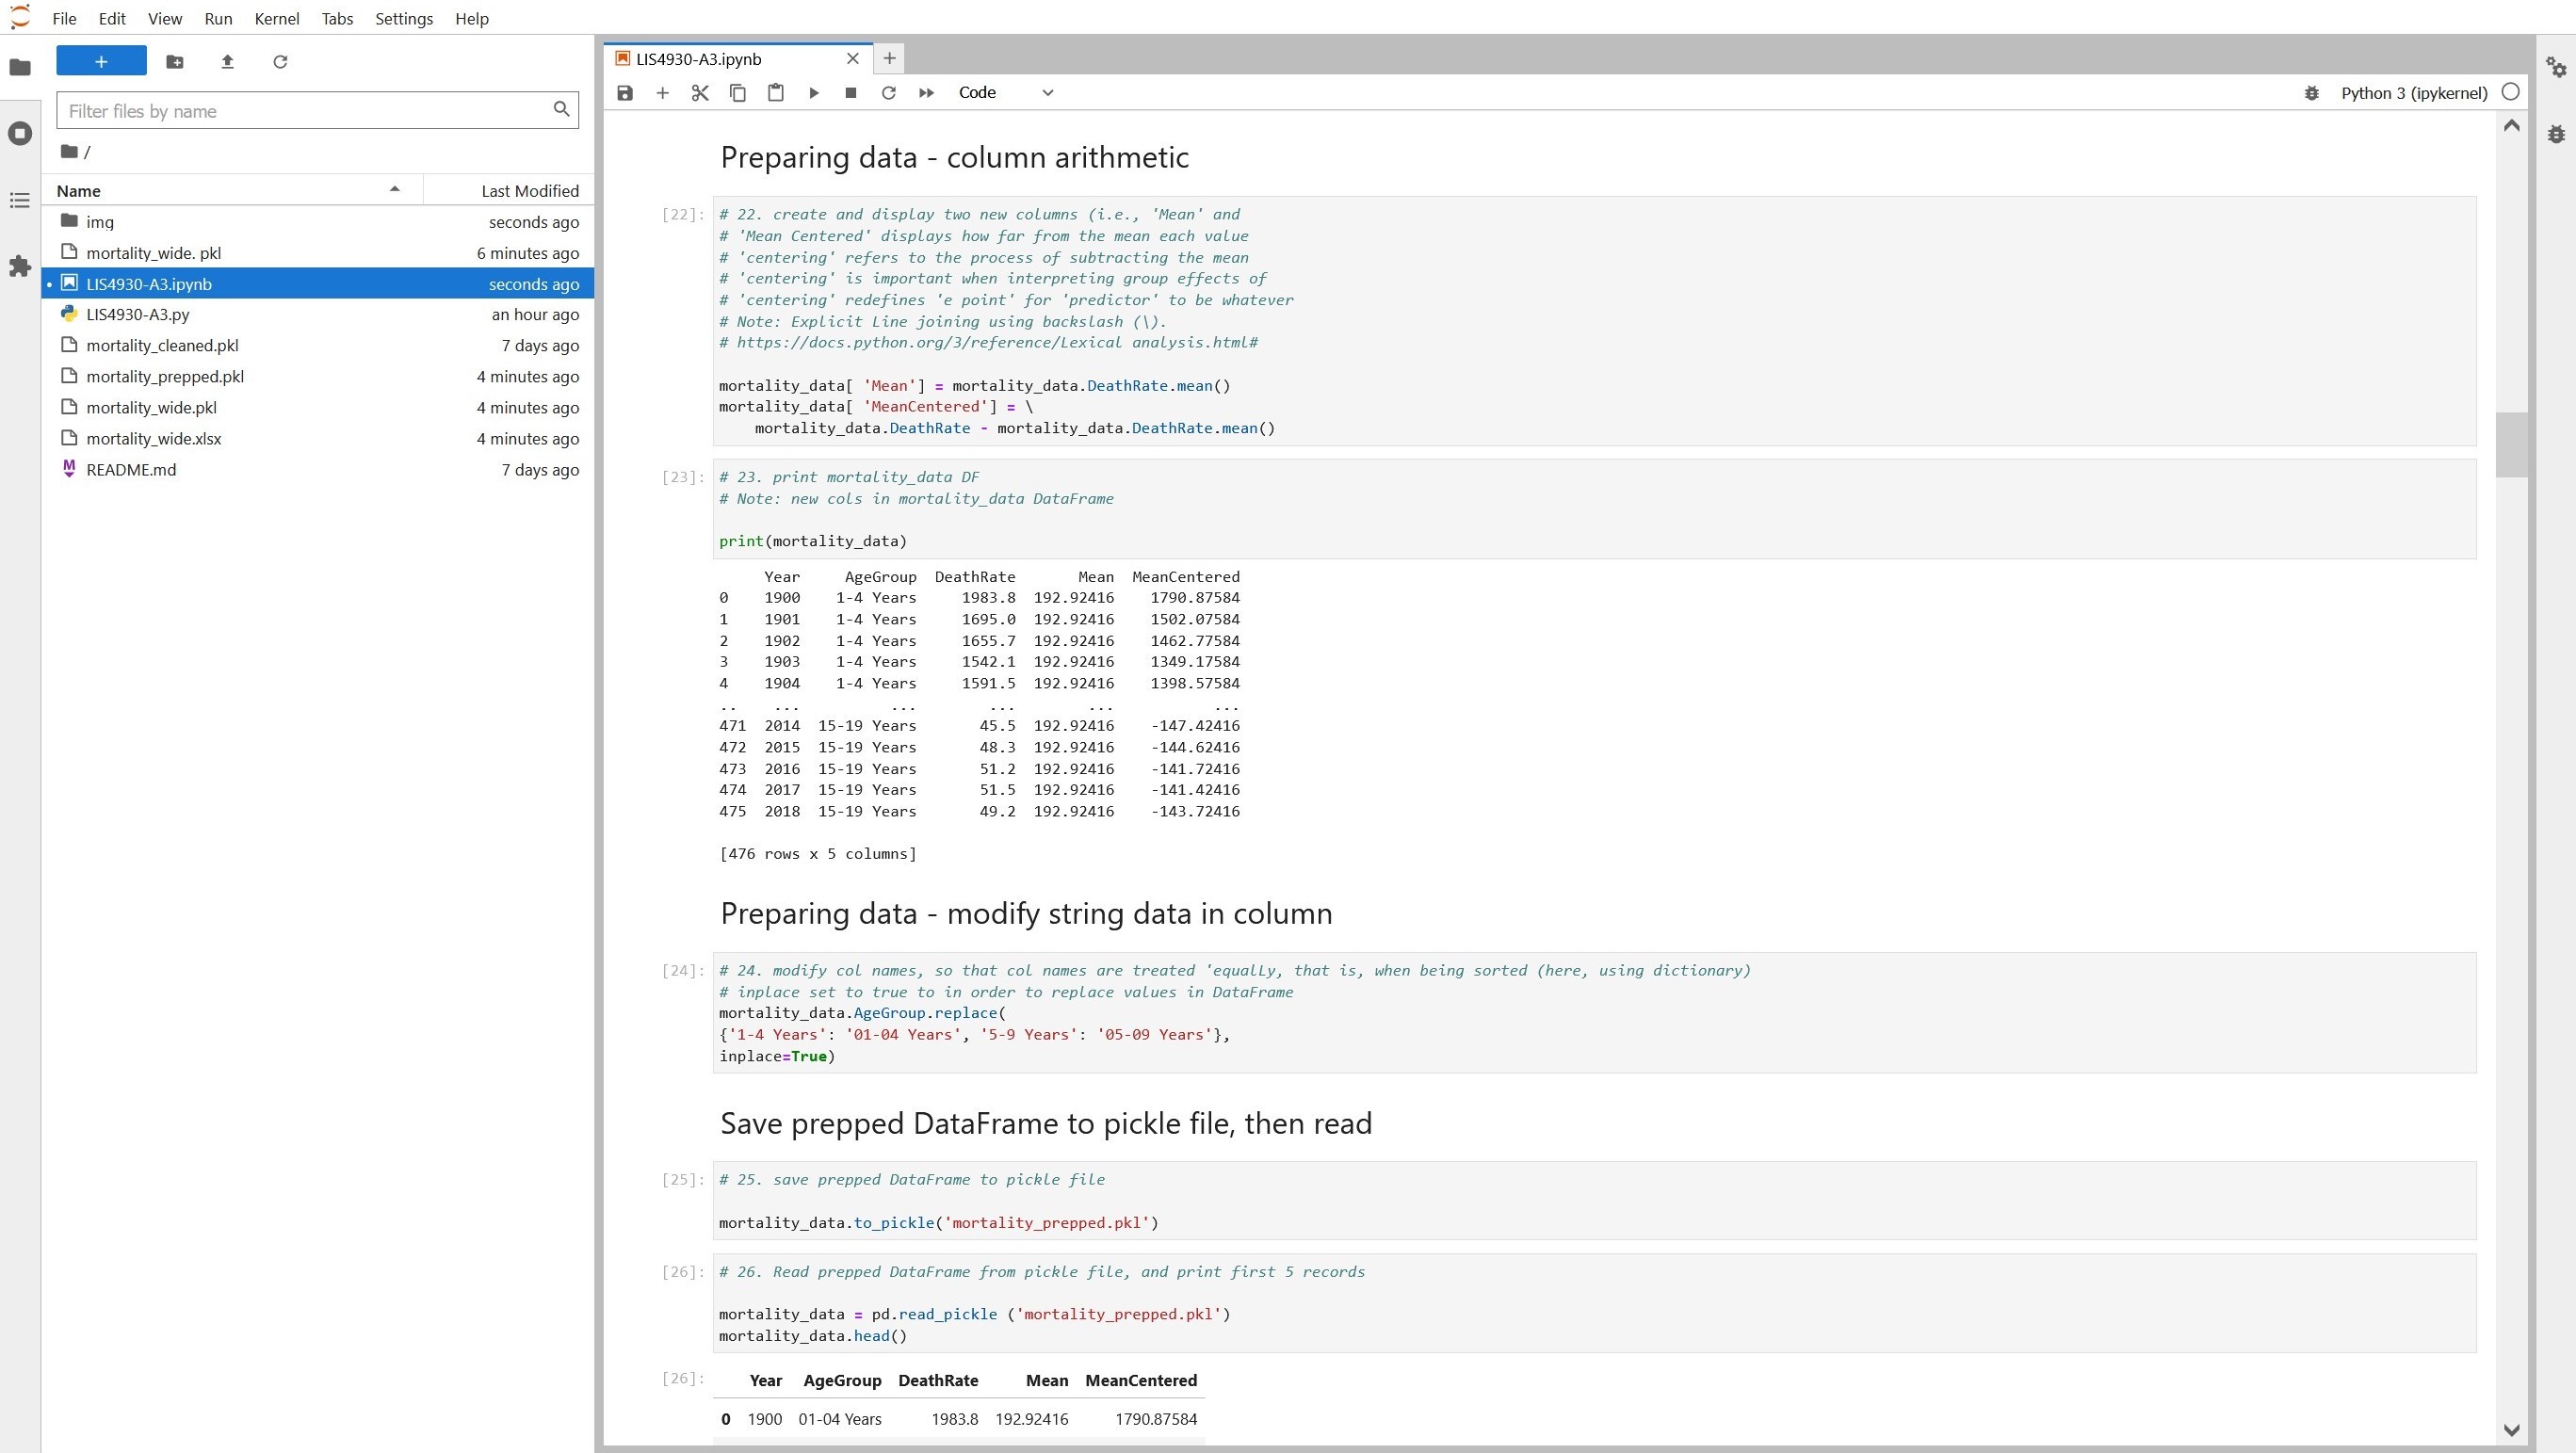 File Edit View Run Kernel Tabs Settings Help
Filter files by name
/
Name Last Modified
img seconds ago
mortality_wide. pkl 6 minutes ago
LIS4930-A3.ipynb seconds ago
LIS4930-A3.py an hour ago
mortality_cleaned.pkl 7 days ago
mortality_prepped.pkl 4 minutes ago
mortality_wide.pkl 4 minutes ago
mortality_wide.xlsx 4 minutes ago
README.md 7 days ago
LIS4930-A3.ipynb
Code
Python 3 (ipykernel)
Preparing data - column arithmetic
[22]: # 22. create and display two new columns (i.e., 'Mean' and
# 'Mean Centered' displays how far from the mean each value
# 'centering' refers to the process of subtracting the mean
# 'centering' is important when interpreting group effects of
# 'centering' redefines 'e point' for 'predictor' to be whatever
# Note: Explicit Line joining using backslash (\).
# https://docs.python.org/3/reference/Lexical analysis.html#
mortality_data[ 'Mean'] = mortality_data.DeathRate.mean()
mortality_data[ 'MeanCentered'] = \
mortality_data.DeathRate - mortality_data.DeathRate.mean()
[23]: # 23. print mortality_data DF
# Note: new cols in mortality_data DataFrame
print(mortality_data)
Year AgeGroup DeathRate Mean MeanCentered
0 1900 1-4 Years 1983.8 192.92416 1790.87584
1 1901 1-4 Years 1695.0 192.92416 1502.07584
2 1902 1-4 Years 1655.7 192.92416 1462.77584
3 1903 1-4 Years 1542.1 192.92416 1349.17584
4 1904 1-4 Years 1591.5 192.92416 1398.57584
.. ... ... ... ... ...
471 2014 15-19 Years 45.5 192.92416 -147.42416
472 2015 15-19 Years 48.3 192.92416 -144.62416
473 2016 15-19 Years 51.2 192.92416 -141.72416
474 2017 15-19 Years 51.5 192.92416 -141.42416
475 2018 15-19 Years 49.2 192.92416 -143.72416
[476 rows x 5 columns]
Preparing data - modify string data in column
[24]: # 24. modify col names, so that col names are treated 'equalLy, that is, when being sorted (here, using dictionary)
# inplace set to true to in order to replace values in DataFrame
mortality_data.AgeGroup.replace(
{'1-4 Years': '01-04 Years', '5-9 Years': '05-09 Years'},
inplace=True)
Save prepped DataFrame to pickle file, then read
[25]: # 25. save prepped DataFrame to pickle file
mortality_data.to_pickle('mortality_prepped.pkl')
[26]: # 26. Read prepped DataFrame from pickle file, and print first 5 records
mortality_data = pd.read_pickle ('mortality_prepped.pkl')
mortality_data.head()
[26]: Year AgeGroup DeathRate Mean MeanCentered
0 1900 01-04 Years 1983.8 192.92416 1790.87584